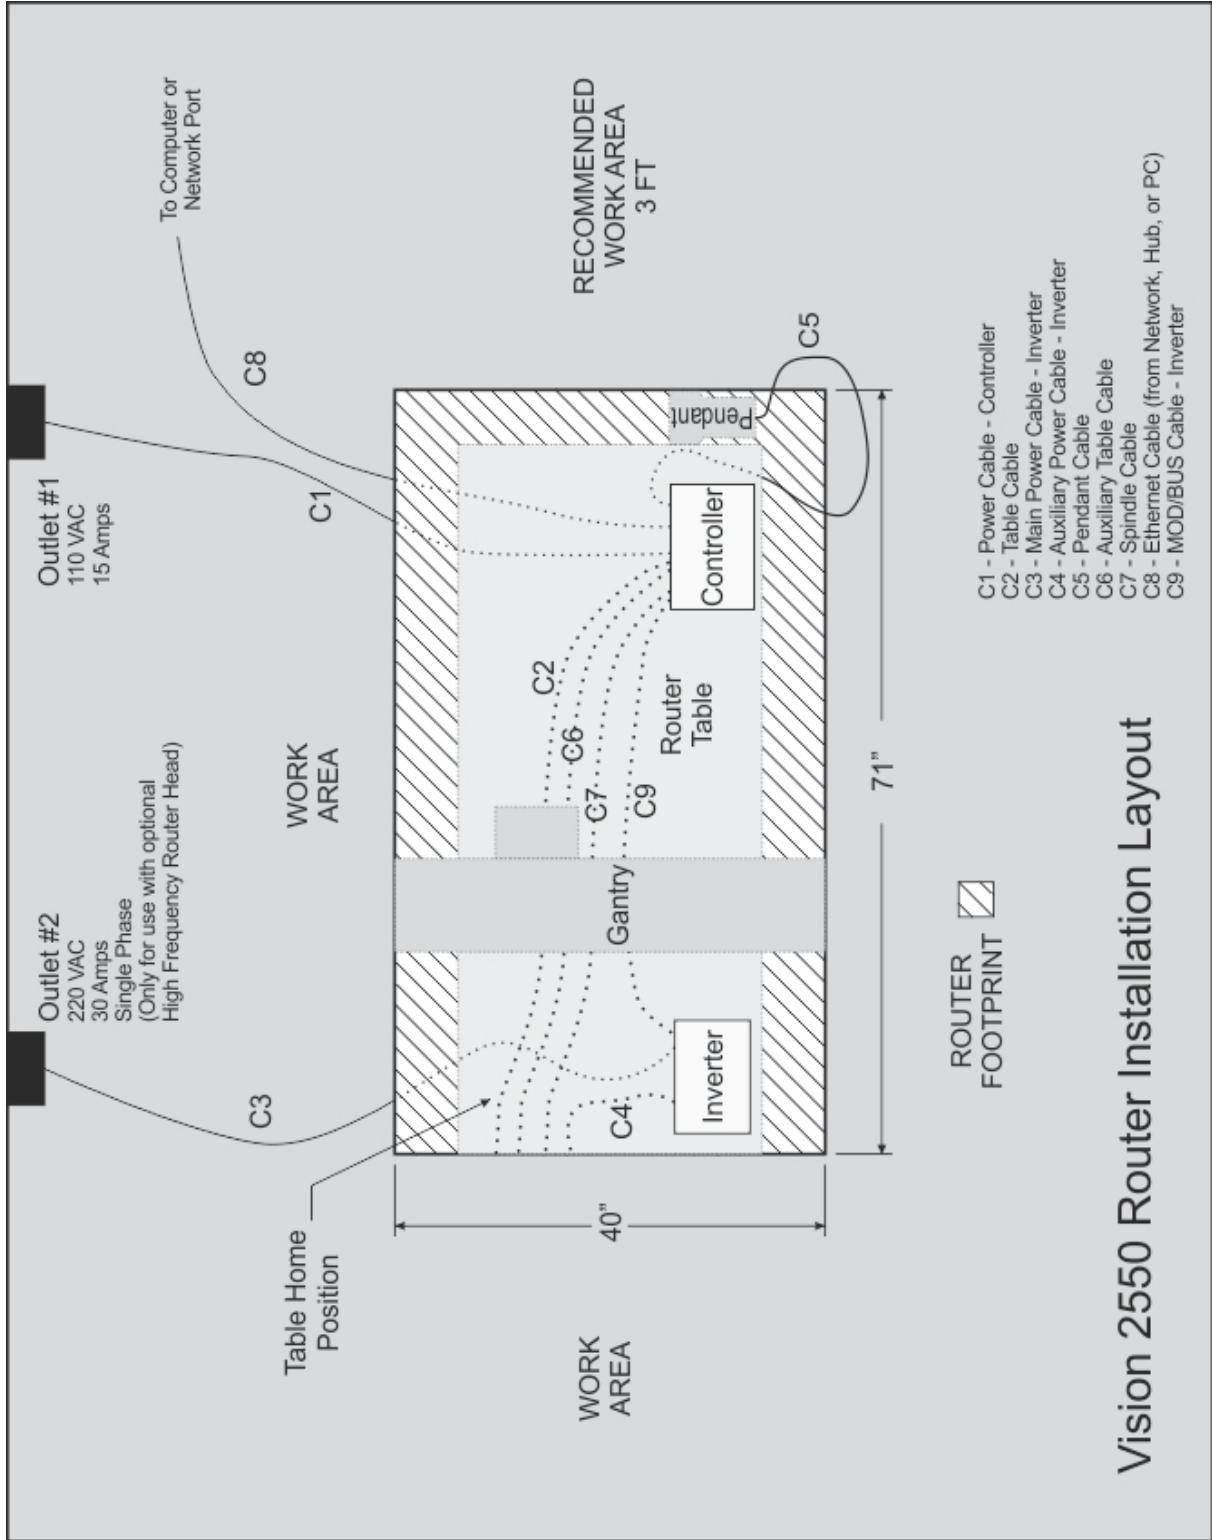 Outlet #2
220 VAC
30 Amps
Single Phase
(Only for use with optional
High Frequency Router Head)
Outlet #1
110 VAC
15 Amps
To Computer or
Network Port
C3
C1
C8
Table Home
Position
WORK
AREA
WORK
AREA
RECOMMENDED
WORK AREA
3 FT
40”
C4
Inverter
Gantry
C2
C6
C7
C9
Router
Table
Controller
Pendant
C5
71”
ROUTER
FOOTPRINT
C1 - Power Cable - Controller
C2 - Table Cable
C3 - Main Power Cable - Inverter
C4 - Auxiliary Power Cable - Inverter
C5 - Pendant Cable
C6 - Auxiliary Table Cable
C7 - Spindle Cable
C8 - Ethernet Cable (from Network, Hub, or PC)
C9 - MOD/BUS Cable - Inverter
Vision 2550 Router Installation Layout